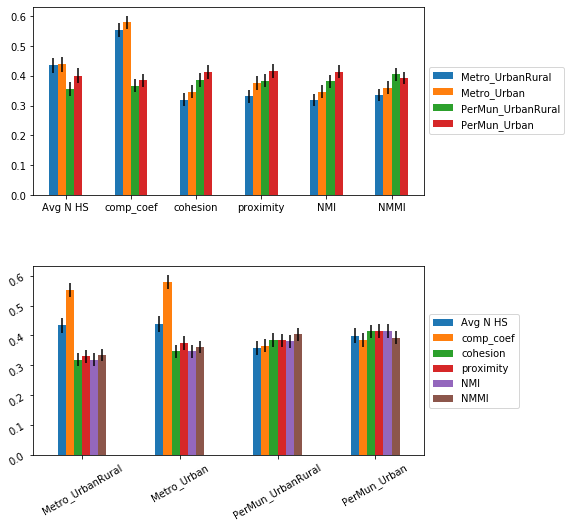 0.6
0.5
0.4
0.3
0.2
0.1
0.0
Avg N HS comp_coef cohesion proximity NMI NMMI
Metro_UrbanRural
Metro_Urban
PerMun_UrbanRural
PerMun_Urban
0.6
0.5
0.4
0.3
0.2
0.1
0.0
Metro_UrbanRural Metro_Urban PerMun_UrbanRural PerMun_Urban
Avg N HS
comp_coef
cohesion
proximity
NMI
NMMI